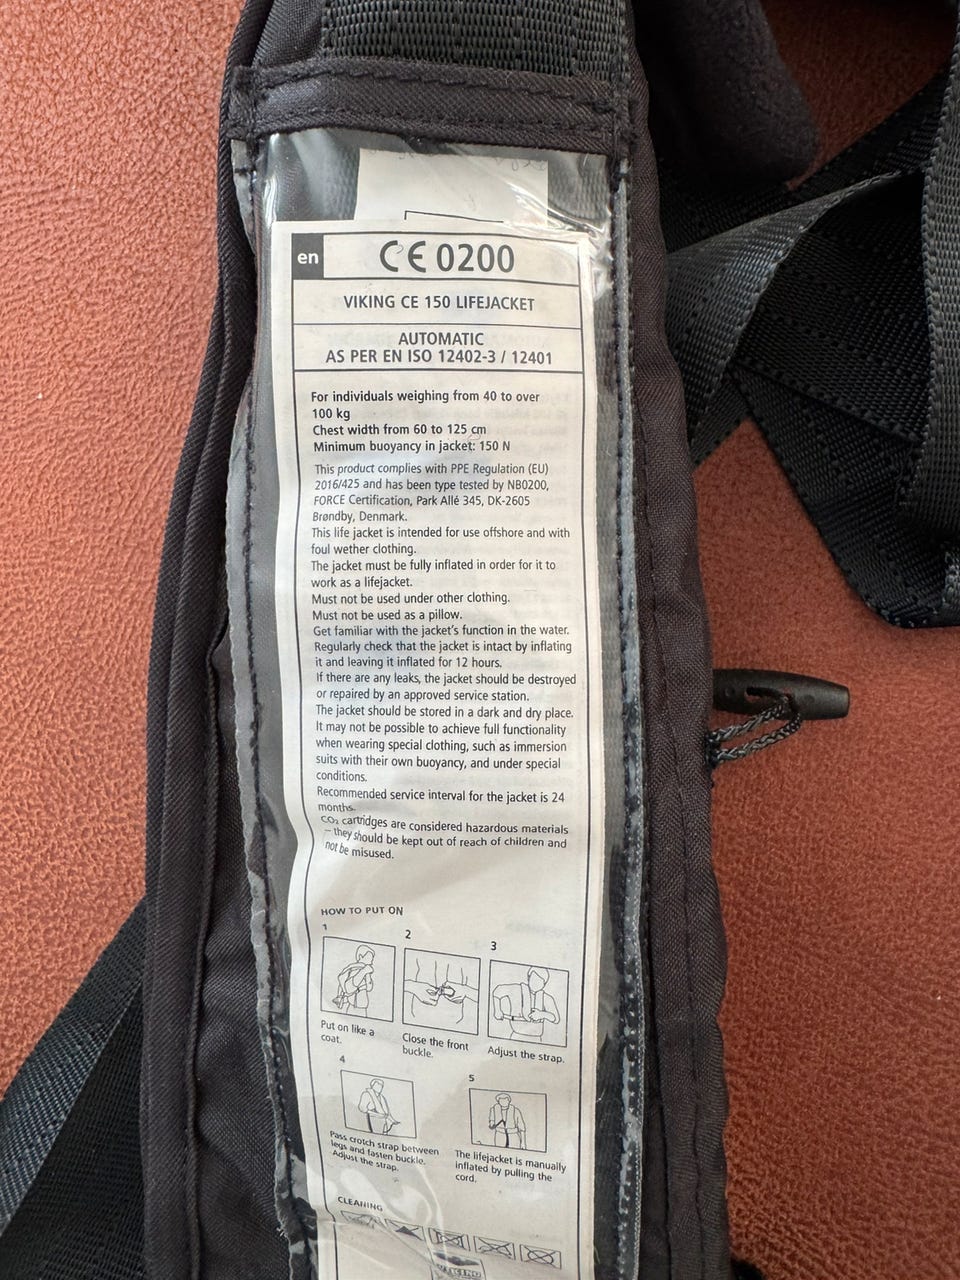 en
CE 0200
VIKING CE 150 LIFEJACKET
AUTOMATIC
AS PER EN ISO 12402-3 / 12401
For individuals weighing from 40 to over
100 kg
Chest width from 60 to 125 cm
Minimum buoyancy in jacket: 150 N
This product complies with PPE Regulation (EU)
2016/425 and has been type tested by NB0200,
FORCE Certification, Park Allé 345, DK-2605
Brøndby, Denmark.
This life jacket is intended for use offshore and with
foul wether clothing.
The jacket must be fully inflated in order for it to
work as a lifejacket.
Must not be used under other clothing.
Must not be used as a pillow.
Get familiar with the jacket's function in the water.
Regularly check that the jacket is intact by inflating
it and leaving it inflated for 12 hours.
If there are any leaks, the jacket should be destroyed
or repaired by an approved service station.
The jacket should be stored in a dark and dry place.
It may not be possible to achieve full functionality
when wearing special clothing, such as immersion
suits with their own buoyancy, and under special
conditions.
Recommended service interval for the jacket is 24
months.
CO₂ cartridges are considered hazardous materials
– they should be kept out of reach of children and
not be misused.
HOW TO PUT ON
1
2
3
Put on like a
coat.
Close the front
buckle.
Adjust the strap.
4
5
Pass crotch strap between
legs and fasten buckle.
Adjust the strap.
The lifejacket is manually
inflated by pulling the
cord.
CLEANING
VIKING